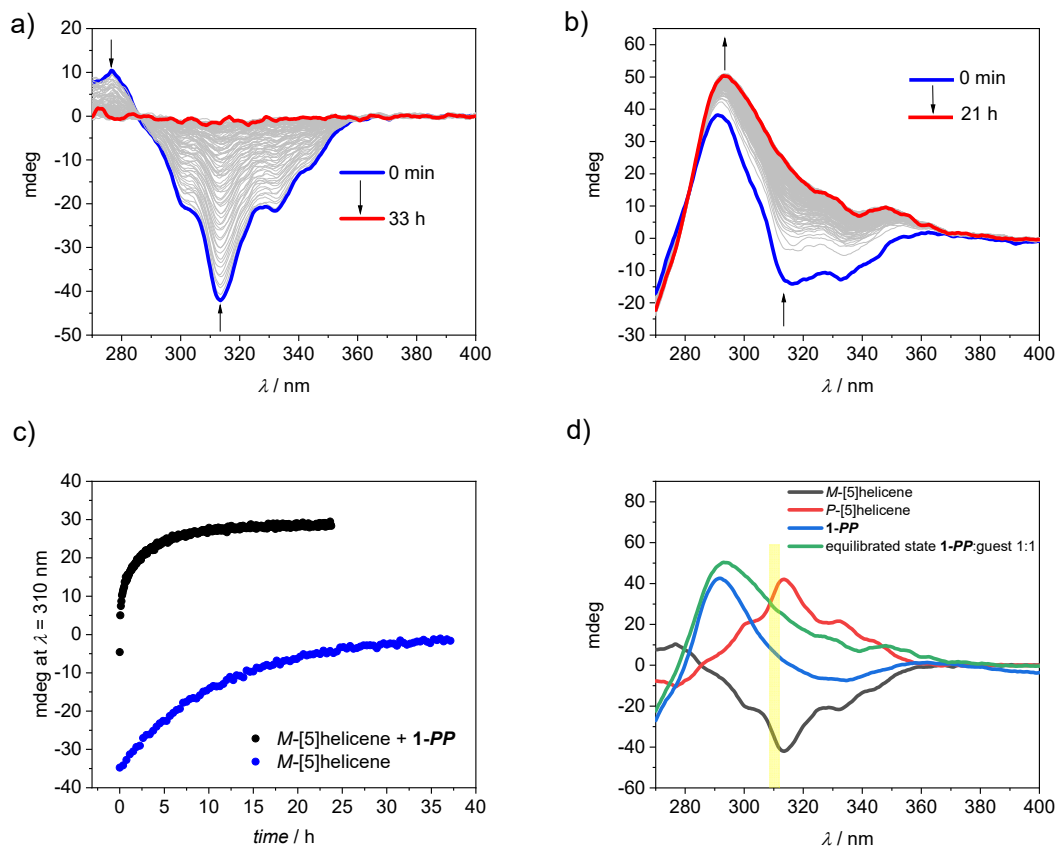 a)
20
10
0
-10
-20
-30
-40
-50
mdeg
280 300 320 340 360 380 400
λ / nm
0 min
33 h
b)
60
50
40
30
20
10
0
-10
-20
-30
mdeg
280 300 320 340 360 380 400
λ / nm
0 min
21 h
c)
40
30
20
10
0
-10
-20
-30
-40
mdeg at λ = 310 nm
0 5 10 15 20 25 30 35 40
time / h
M-[5]helicene + 1-PP
M-[5]helicene
d)
80
60
40
20
0
-20
-40
-60
mdeg
280 300 320 340 360 380 400
λ / nm
M-[5]helicene
P-[5]helicene
1-PP
equilibrated state 1-PP:guest 1:1